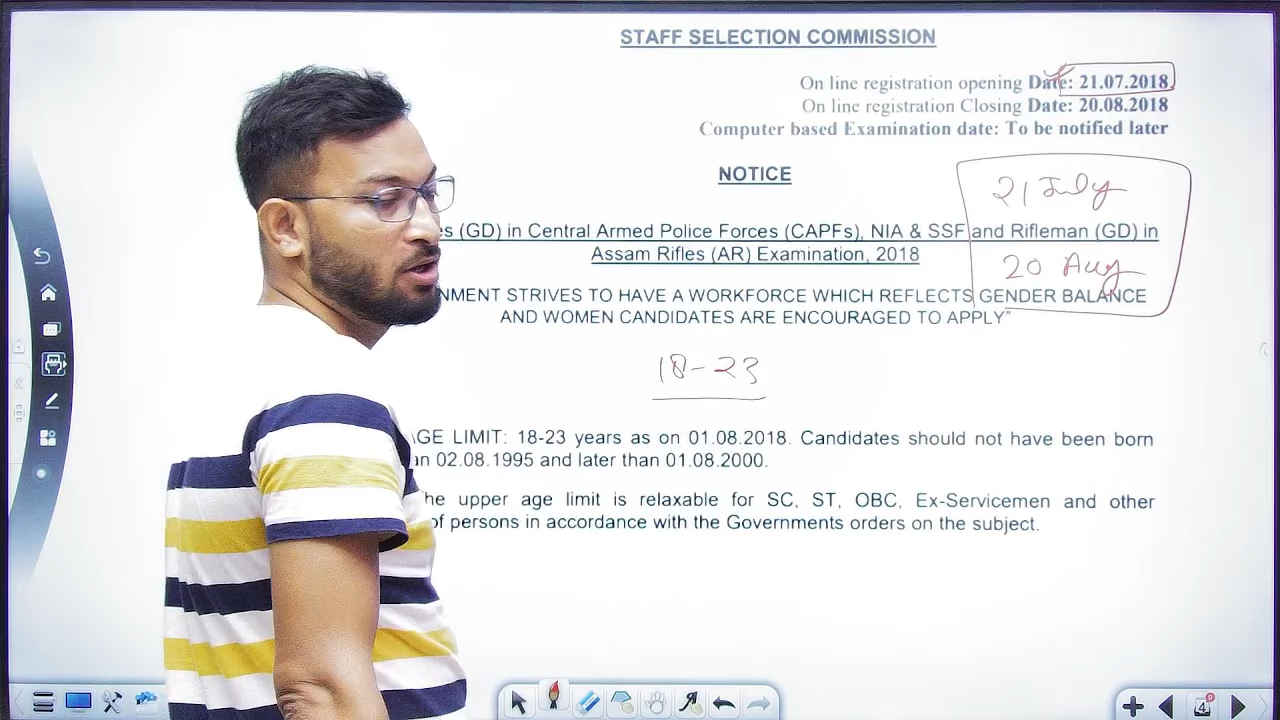 STAFF SELECTION COMMISSION
On line registration opening Date: 21.07.2018
On line registration Closing Date: 20.08.2018
Computer based Examination date: To be notified later
NOTICE
21 July
es (GD) in Central Armed Police Forces (CAPFs), NIA & SSF and Rifleman (GD) in
Assam Rifles (AR) Examination, 2018
20 Aug
NMENT STRIVES TO HAVE A WORKFORCE WHICH REFLECTS GENDER BALANCE
AND WOMEN CANDIDATES ARE ENCOURAGED TO APPLY"
18-23
AGE LIMIT: 18-23 years as on 01.08.2018. Candidates should not have been born
an 02.08.1995 and later than 01.08.2000.
he upper age limit is relaxable for SC, ST, OBC, Ex-Servicemen and other
of persons in accordance with the Governments orders on the subject.
4